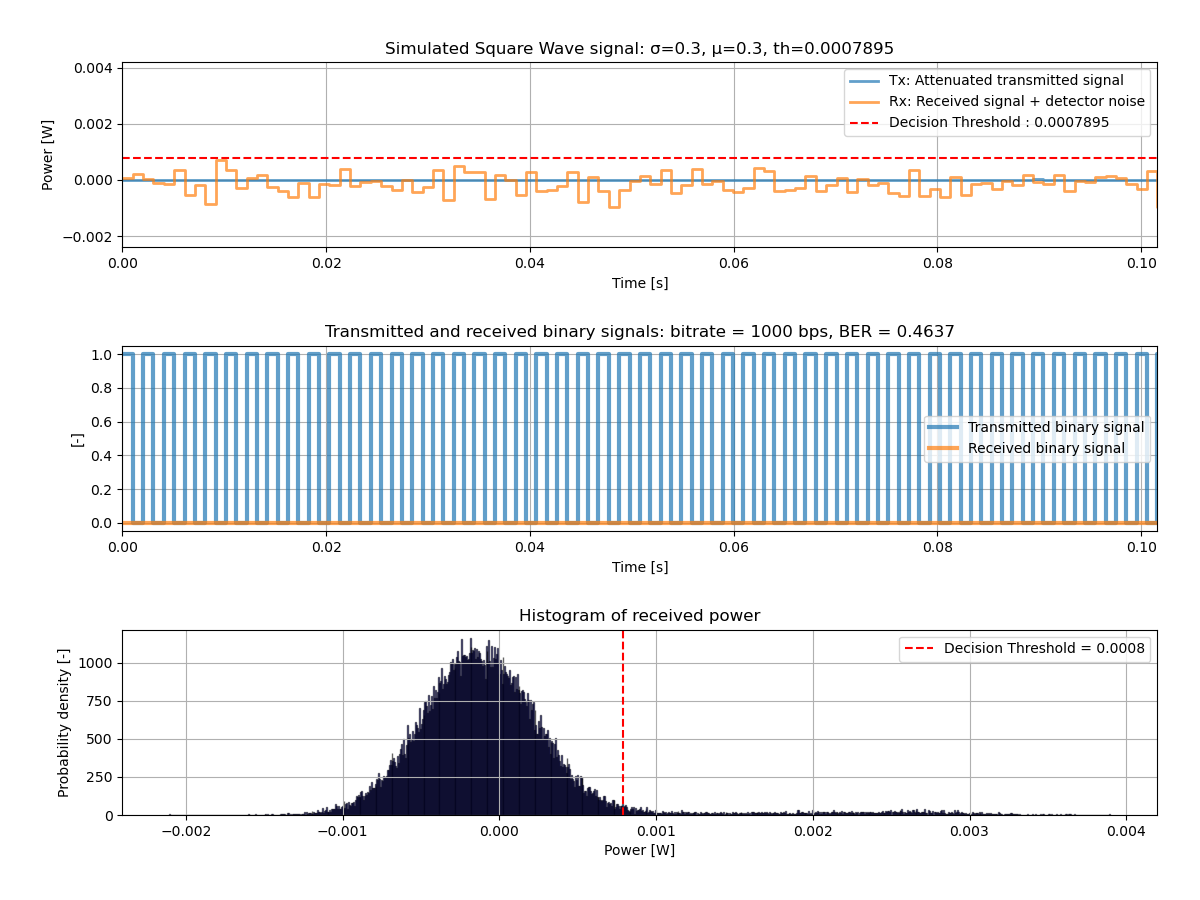 Simulated Square Wave signal: σ=0.3, μ=0.3, th=0.0007895
Power [W]
0.004
0.002
0.000
−0.002
Tx: Attenuated transmitted signal
Rx: Received signal + detector noise
Decision Threshold : 0.0007895
0.00 0.02 0.04 0.06 0.08 0.10
Time [s]
Transmitted and received binary signals: bitrate = 1000 bps, BER = 0.4637
[-]
1.0
0.8
0.6
0.4
0.2
0.0
Transmitted binary signal
Received binary signal
0.00 0.02 0.04 0.06 0.08 0.10
Time [s]
Histogram of received power
Probability density [-]
1000
750
500
250
0
Decision Threshold = 0.0008
−0.002 −0.001 0.000 0.001 0.002 0.003 0.004
Power [W]